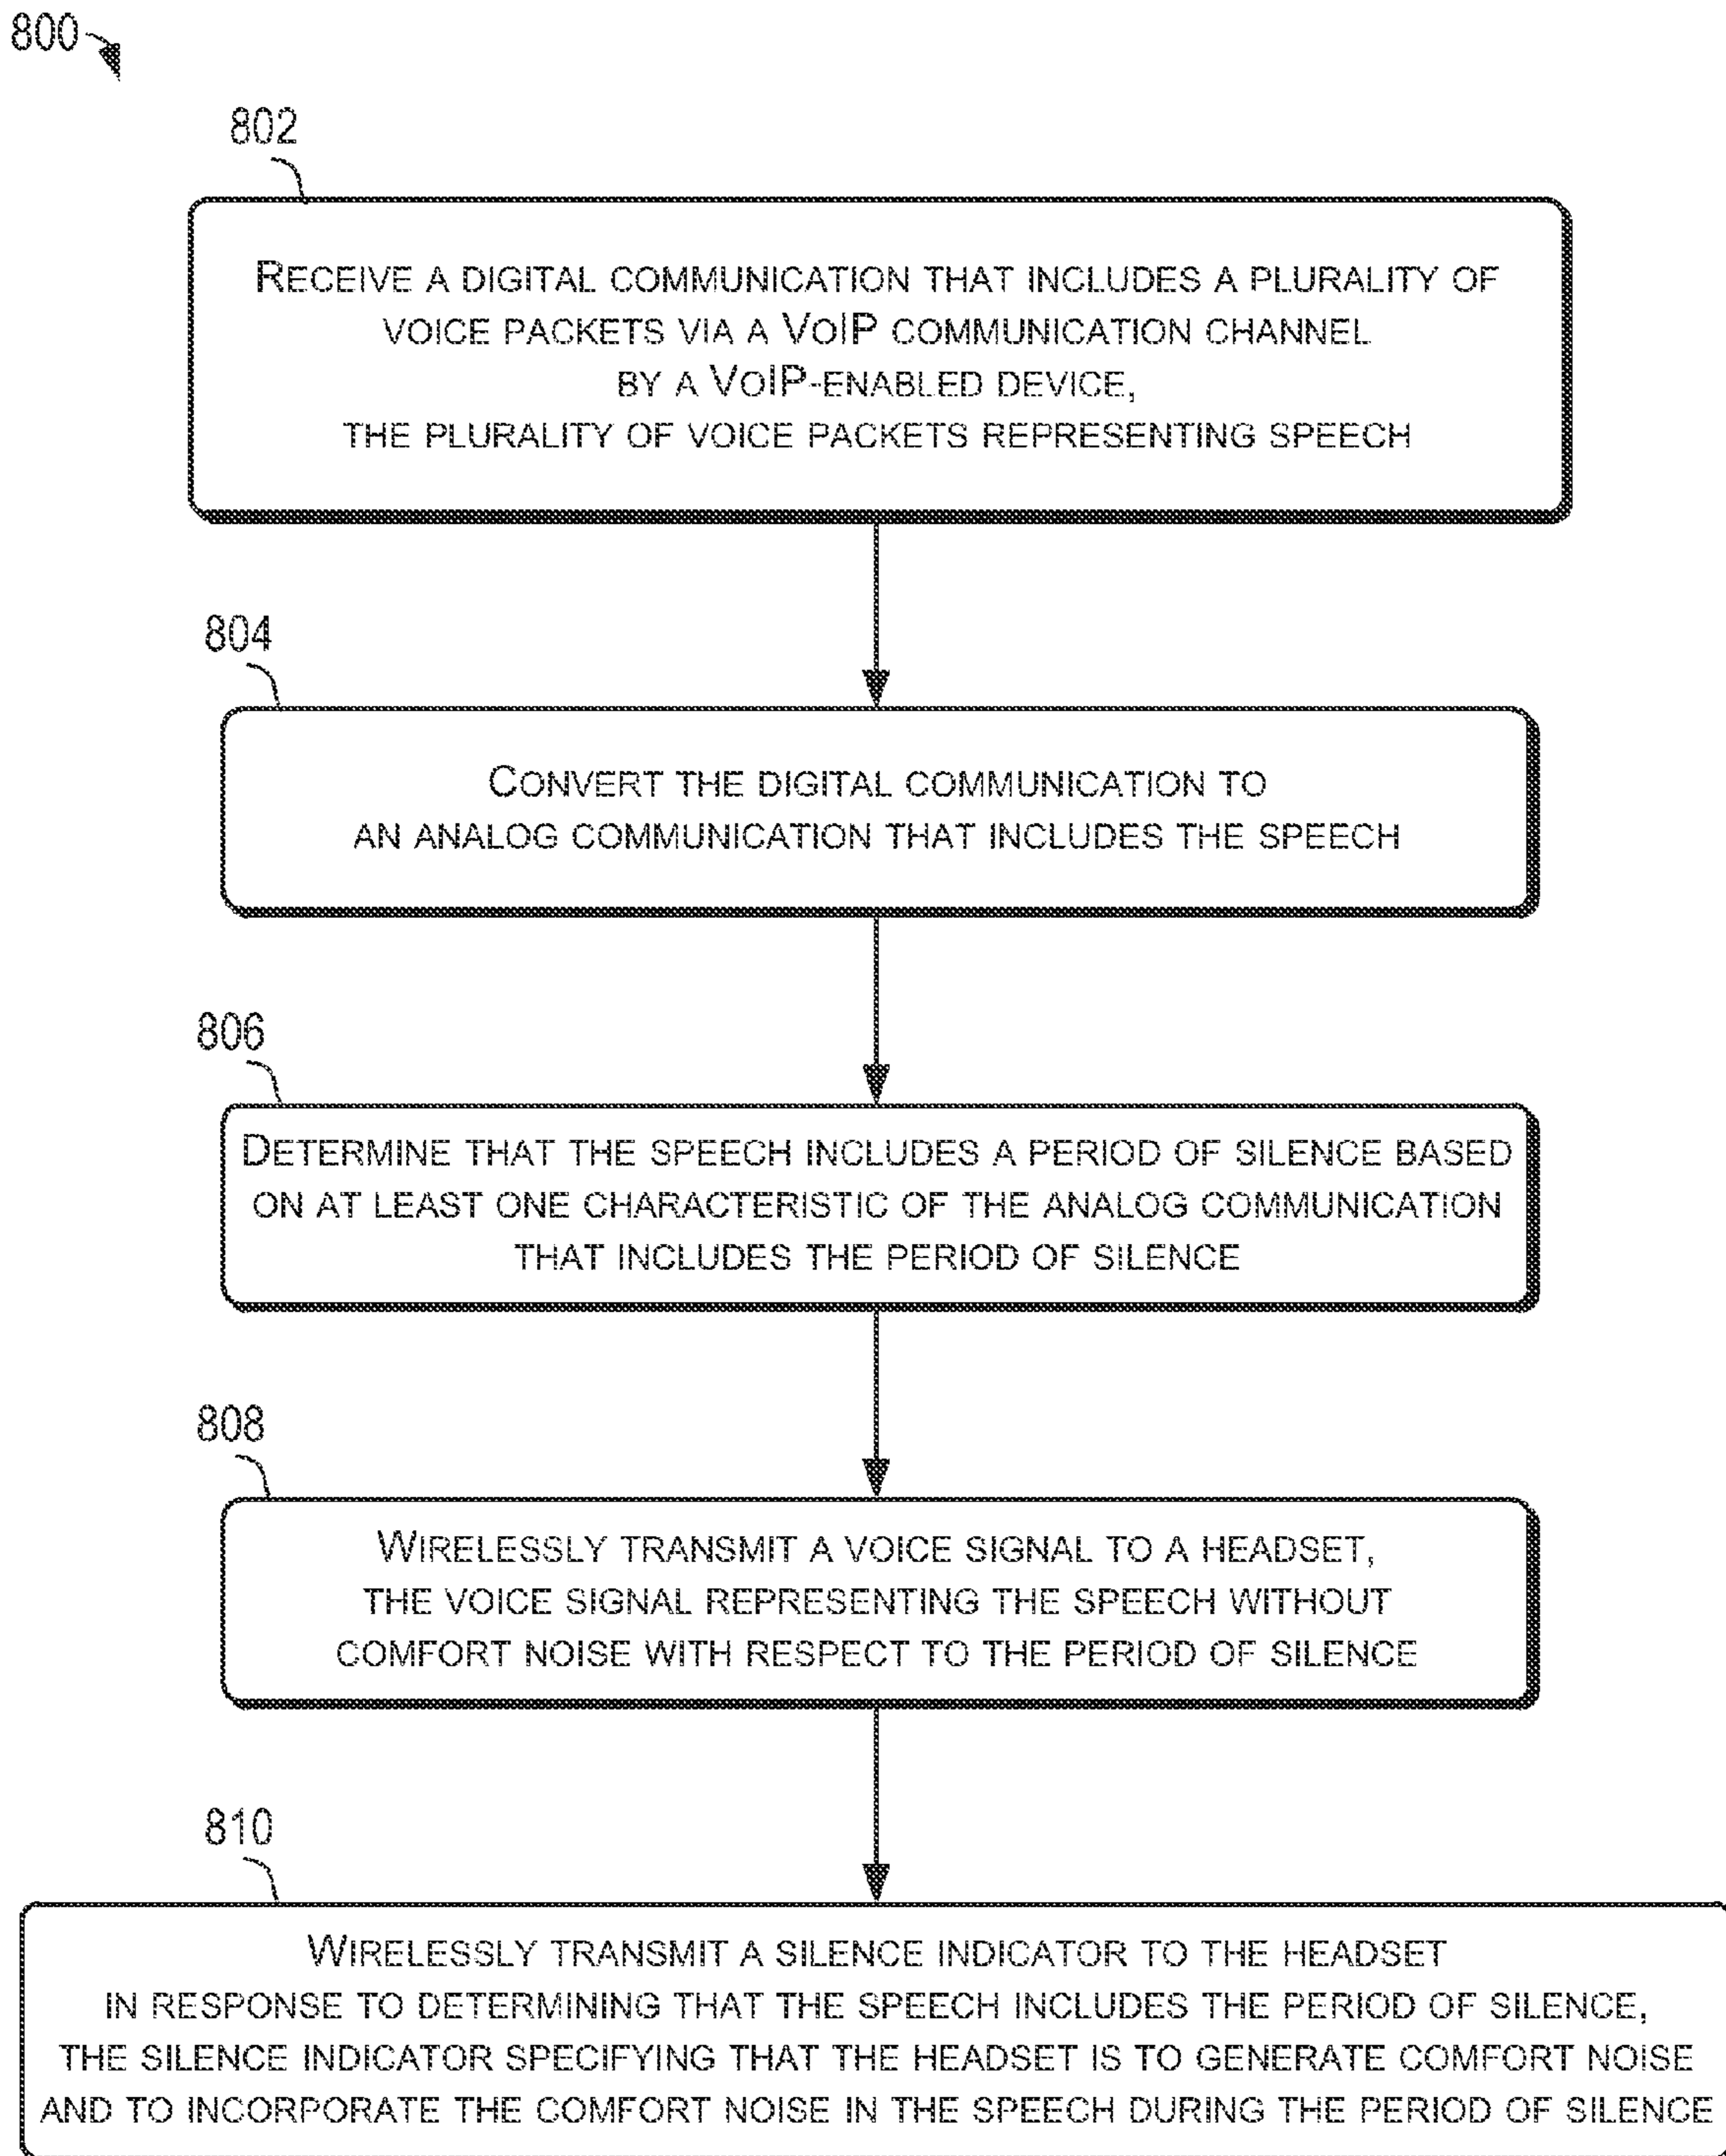 800
802
RECEIVE A DIGITAL COMMUNICATION THAT INCLUDES A PLURALITY OF
VOICE PACKETS VIA A VOIP COMMUNICATION CHANNEL
BY A VOIP-ENABLED DEVICE,
THE PLURALITY OF VOICE PACKETS REPRESENTING SPEECH
804
CONVERT THE DIGITAL COMMUNICATION TO
AN ANALOG COMMUNICATION THAT INCLUDES THE SPEECH
806
DETERMINE THAT THE SPEECH INCLUDES A PERIOD OF SILENCE BASED
ON AT LEAST ONE CHARACTERISTIC OF THE ANALOG COMMUNICATION
THAT INCLUDES THE PERIOD OF SILENCE
808
WIRELESSLY TRANSMIT A VOICE SIGNAL TO A HEADSET,
THE VOICE SIGNAL REPRESENTING THE SPEECH WITHOUT
COMFORT NOISE WITH RESPECT TO THE PERIOD OF SILENCE
810
WIRELESSLY TRANSMIT A SILENCE INDICATOR TO THE HEADSET
IN RESPONSE TO DETERMINING THAT THE SPEECH INCLUDES THE PERIOD OF SILENCE,
THE SILENCE INDICATOR SPECIFYING THAT THE HEADSET IS TO GENERATE COMFORT NOISE
AND TO INCORPORATE THE COMFORT NOISE IN THE SPEECH DURING THE PERIOD OF SILENCE